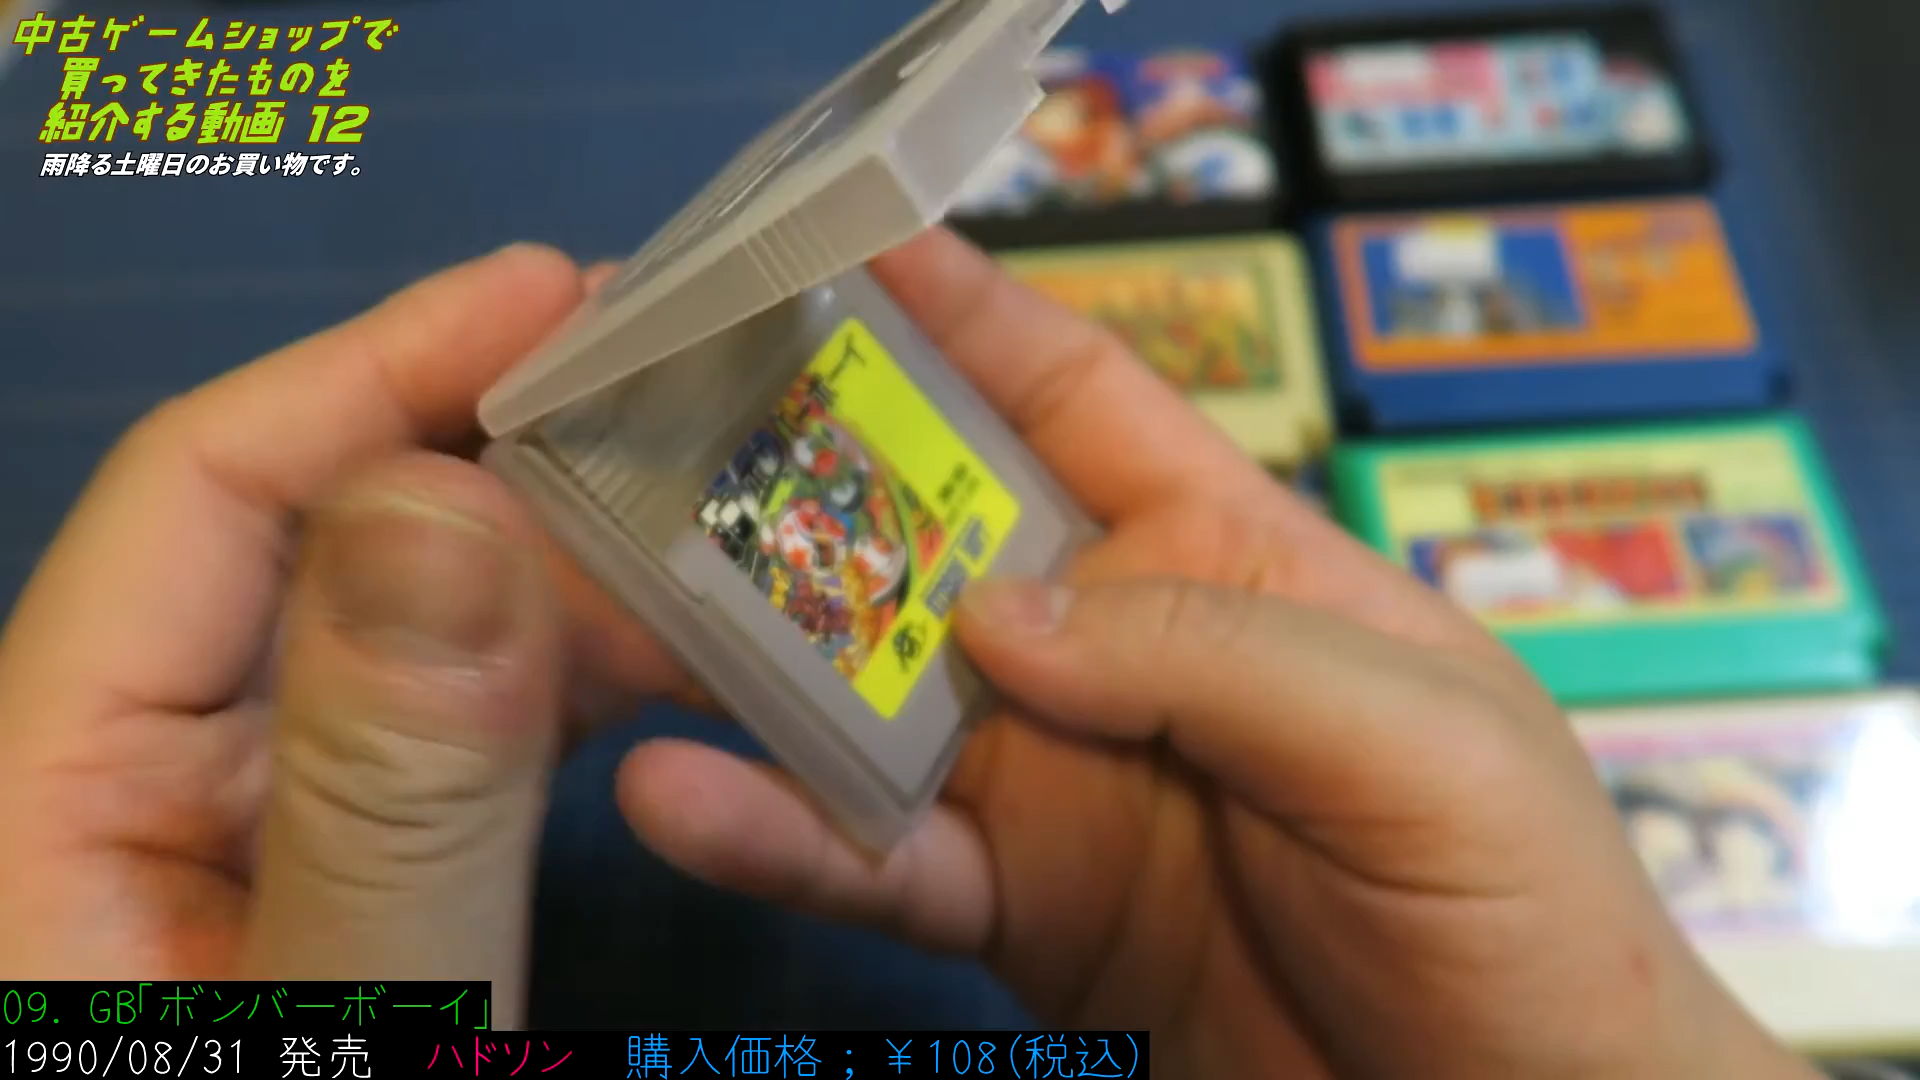 中古ゲームショップで
買ってきたものを
紹介する動画 12
雨降る土曜日のお買い物です。
09. GB「ボンバーボーイ」
1990/08/31 発売 ハドソン 購入価格；￥108(税込)